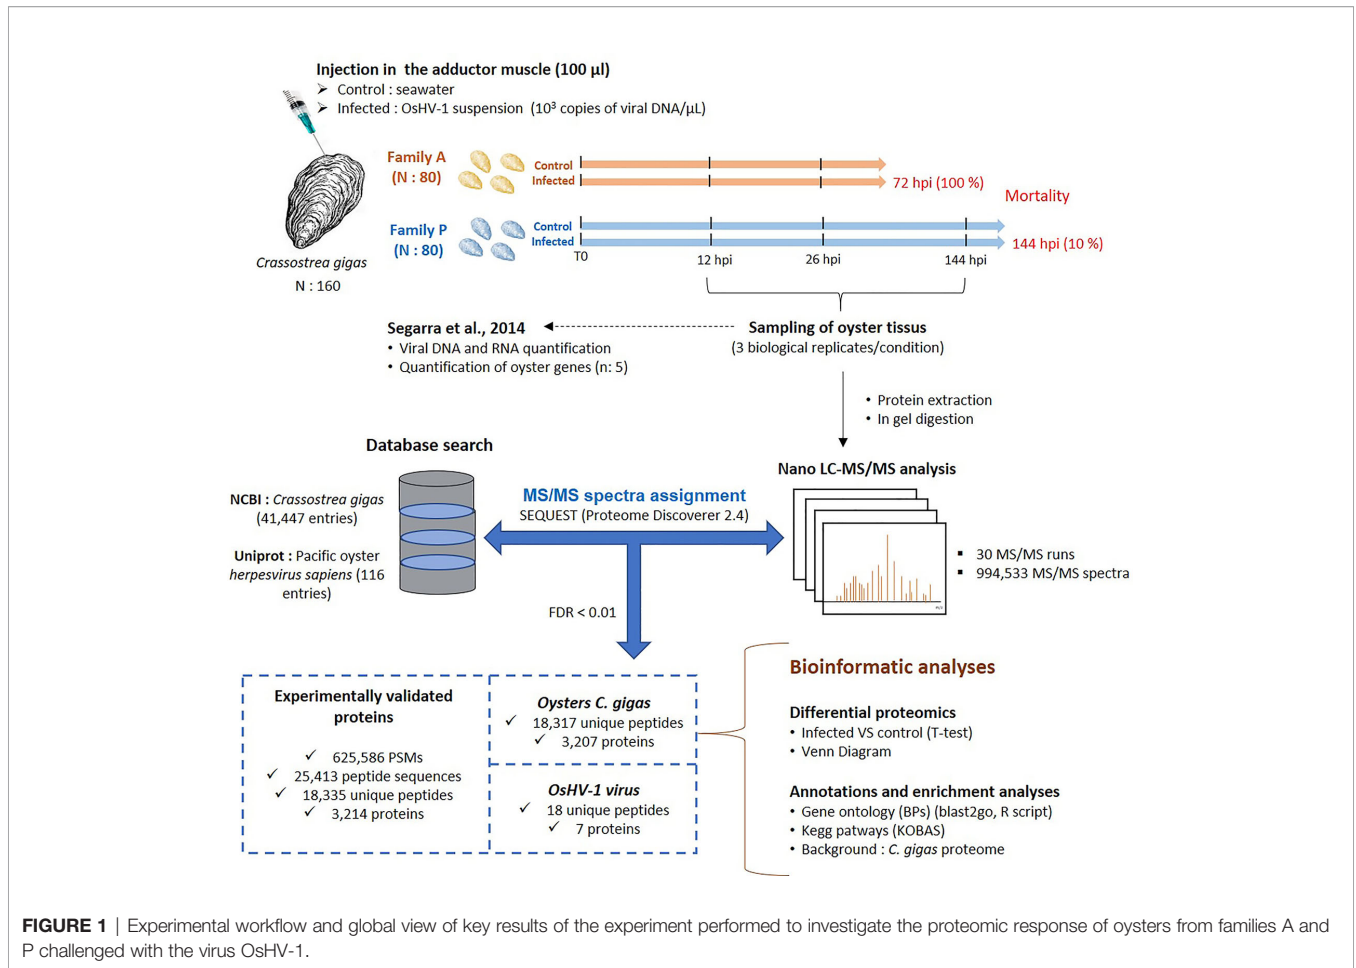 Injection in the adductor muscle (100 µl)
➢ Control : seawater
➢ Infected : OsHV-1 suspension (10³ copies of viral DNA/µL)
Crassostrea gigas
N : 160
Family A
(N : 80)
Control
Infected
72 hpi (100 %)
Mortality
Family P
(N : 80)
Control
Infected
144 hpi (10 %)
T0
12 hpi
26 hpi
144 hpi
Segarra et al., 2014
• Viral DNA and RNA quantification
• Quantification of oyster genes (n: 5)
Sampling of oyster tissue
(3 biological replicates/condition)
• Protein extraction
• In gel digestion
Database search
NCBI : Crassostrea gigas
(41,447 entries)
Uniprot : Pacific oyster
herpesvirus sapiens (116
entries)
MS/MS spectra assignment
SEQUEST (Proteome Discoverer 2.4)
Nano LC-MS/MS analysis
▪ 30 MS/MS runs
▪ 994,533 MS/MS spectra
FDR < 0.01
Experimentally validated
proteins
✓ 625,586 PSMs
✓ 25,413 peptide sequences
✓ 18,335 unique peptides
✓ 3,214 proteins
Oysters C. gigas
✓ 18,317 unique peptides
✓ 3,207 proteins
OsHV-1 virus
✓ 18 unique peptides
✓ 7 proteins
Bioinformatic analyses
Differential proteomics
• Infected VS control (T-test)
• Venn Diagram
Annotations and enrichment analyses
• Gene ontology (BPs) (blast2go, R script)
• Kegg patways (KOBAS)
• Background : C. gigas proteome
FIGURE 1 | Experimental workflow and global view of key results of the experiment performed to investigate the proteomic response of oysters from families A and
P challenged with the virus OsHV-1.